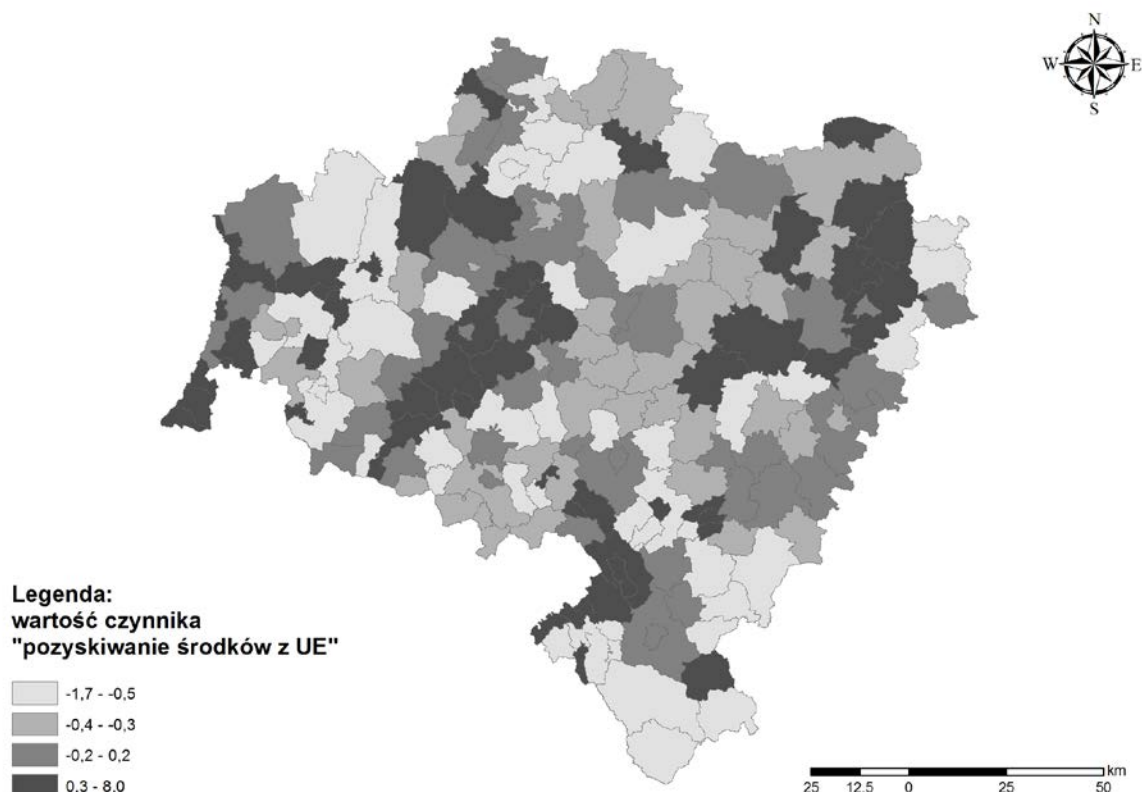 N
W E
S
Legenda:
wartość czynnika
"pozyskiwanie środków z UE"
-1,7 - -0,5
-0,4 - -0,3
-0,2 - 0,2
0,3 - 8,0
km
25 12,5 0 25 50